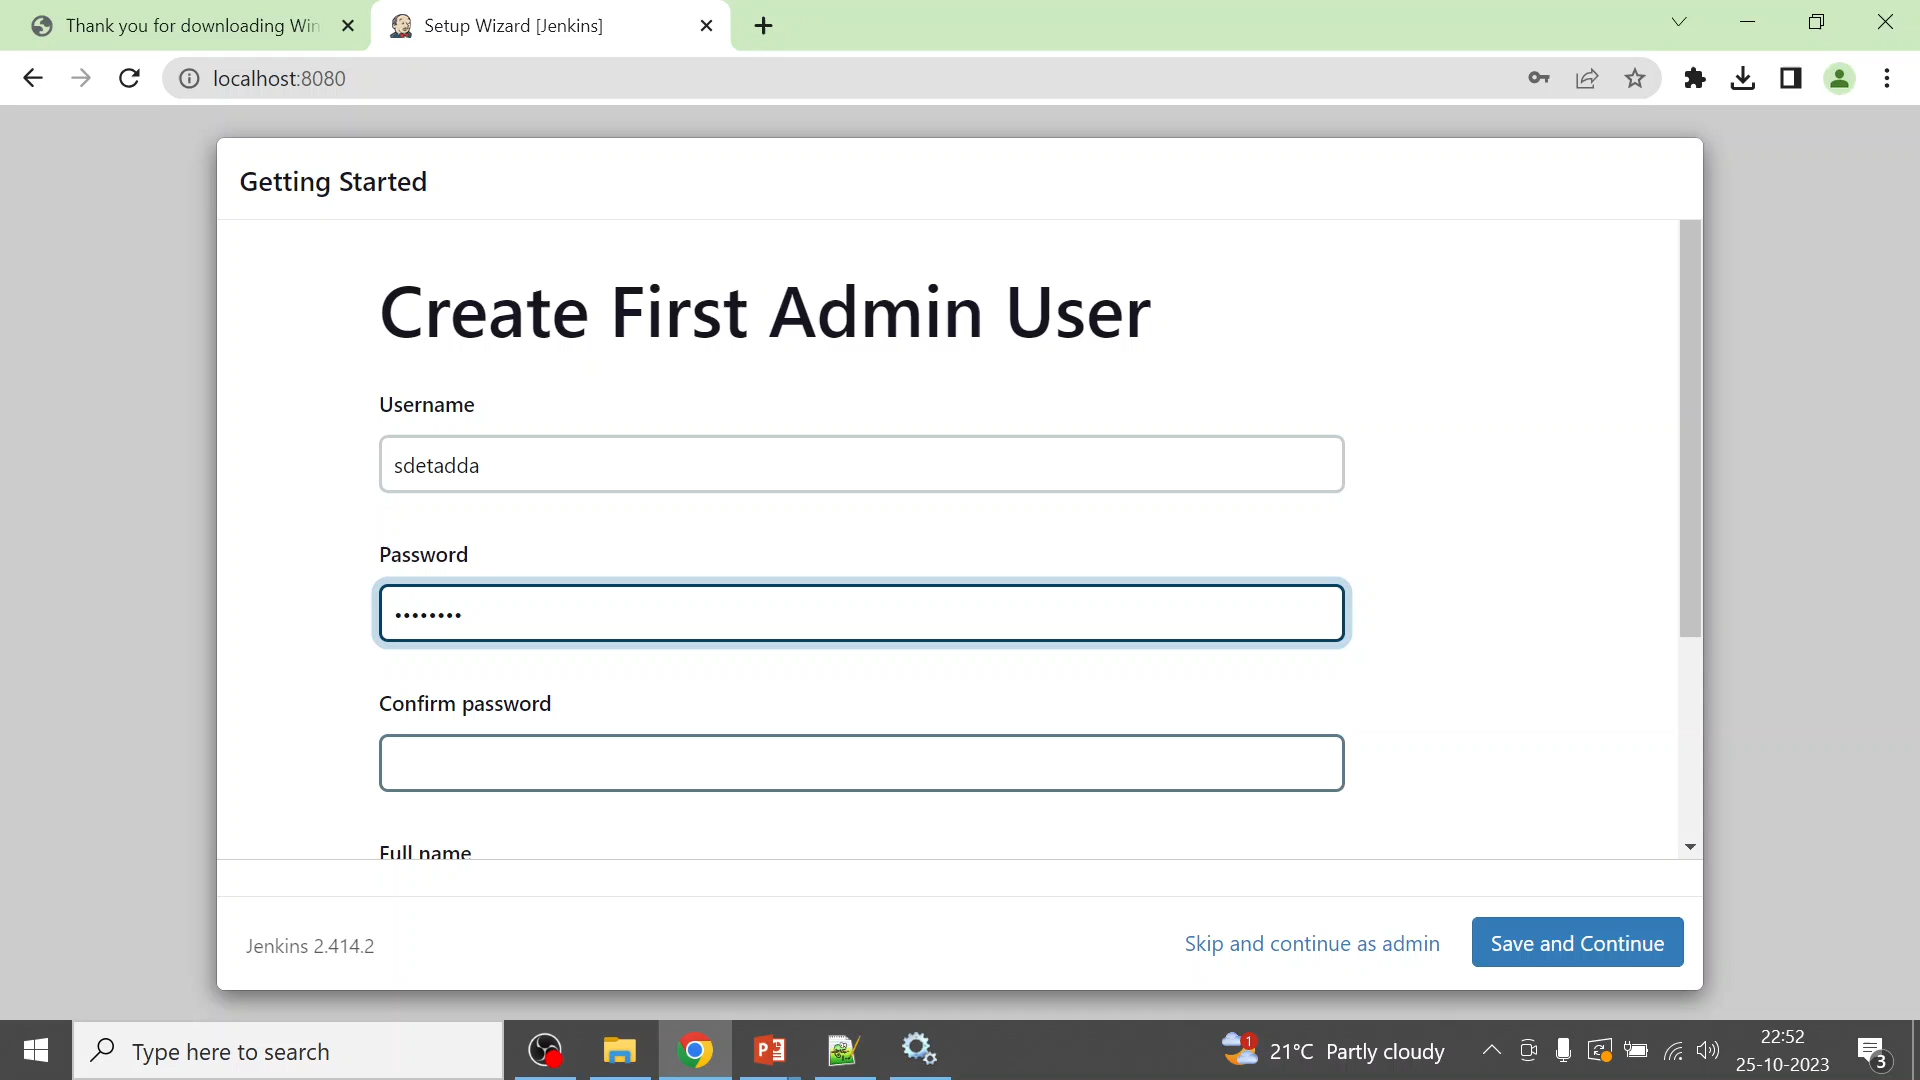 Thank you for downloading Win
Setup Wizard [Jenkins]
localhost:8080
Getting Started
Create First Admin User
Username
sdetadda
Password
••••••••
Confirm password
Full name
Jenkins 2.414.2
Skip and continue as admin
Save and Continue
Type here to search
1
21°C Partly cloudy
22:52
25-10-2023
3